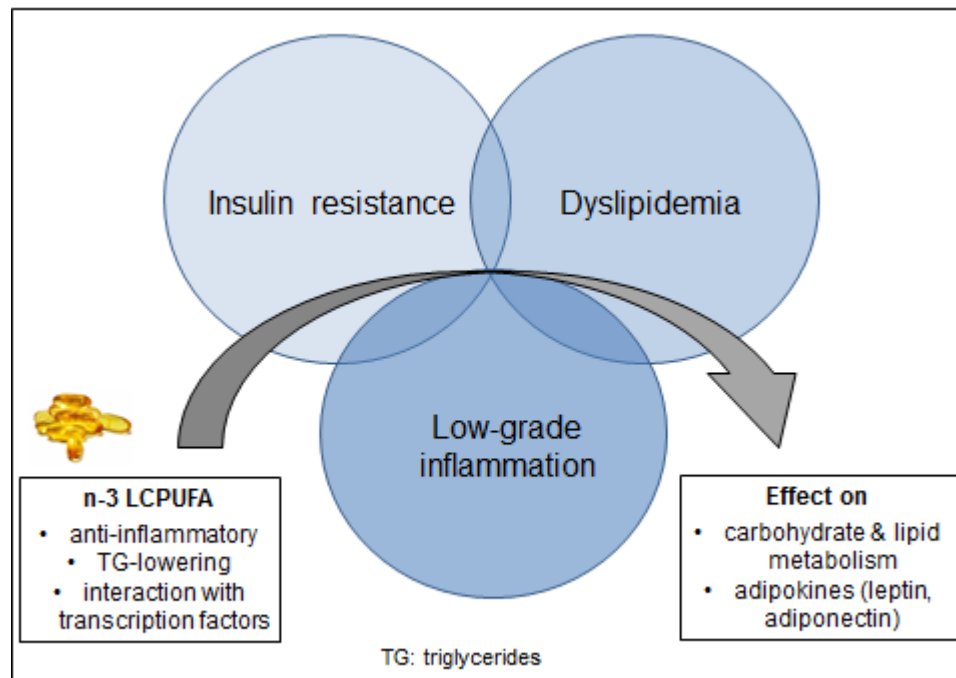 Insulin resistance
Dyslipidemia
Low-grade
inflammation
n-3 LCPUFA
• anti-inflammatory
• TG-lowering
• interaction with
transcription factors
Effect on
• carbohydrate & lipid
metabolism
• adipokines (leptin,
adiponectin)
TG: triglycerides